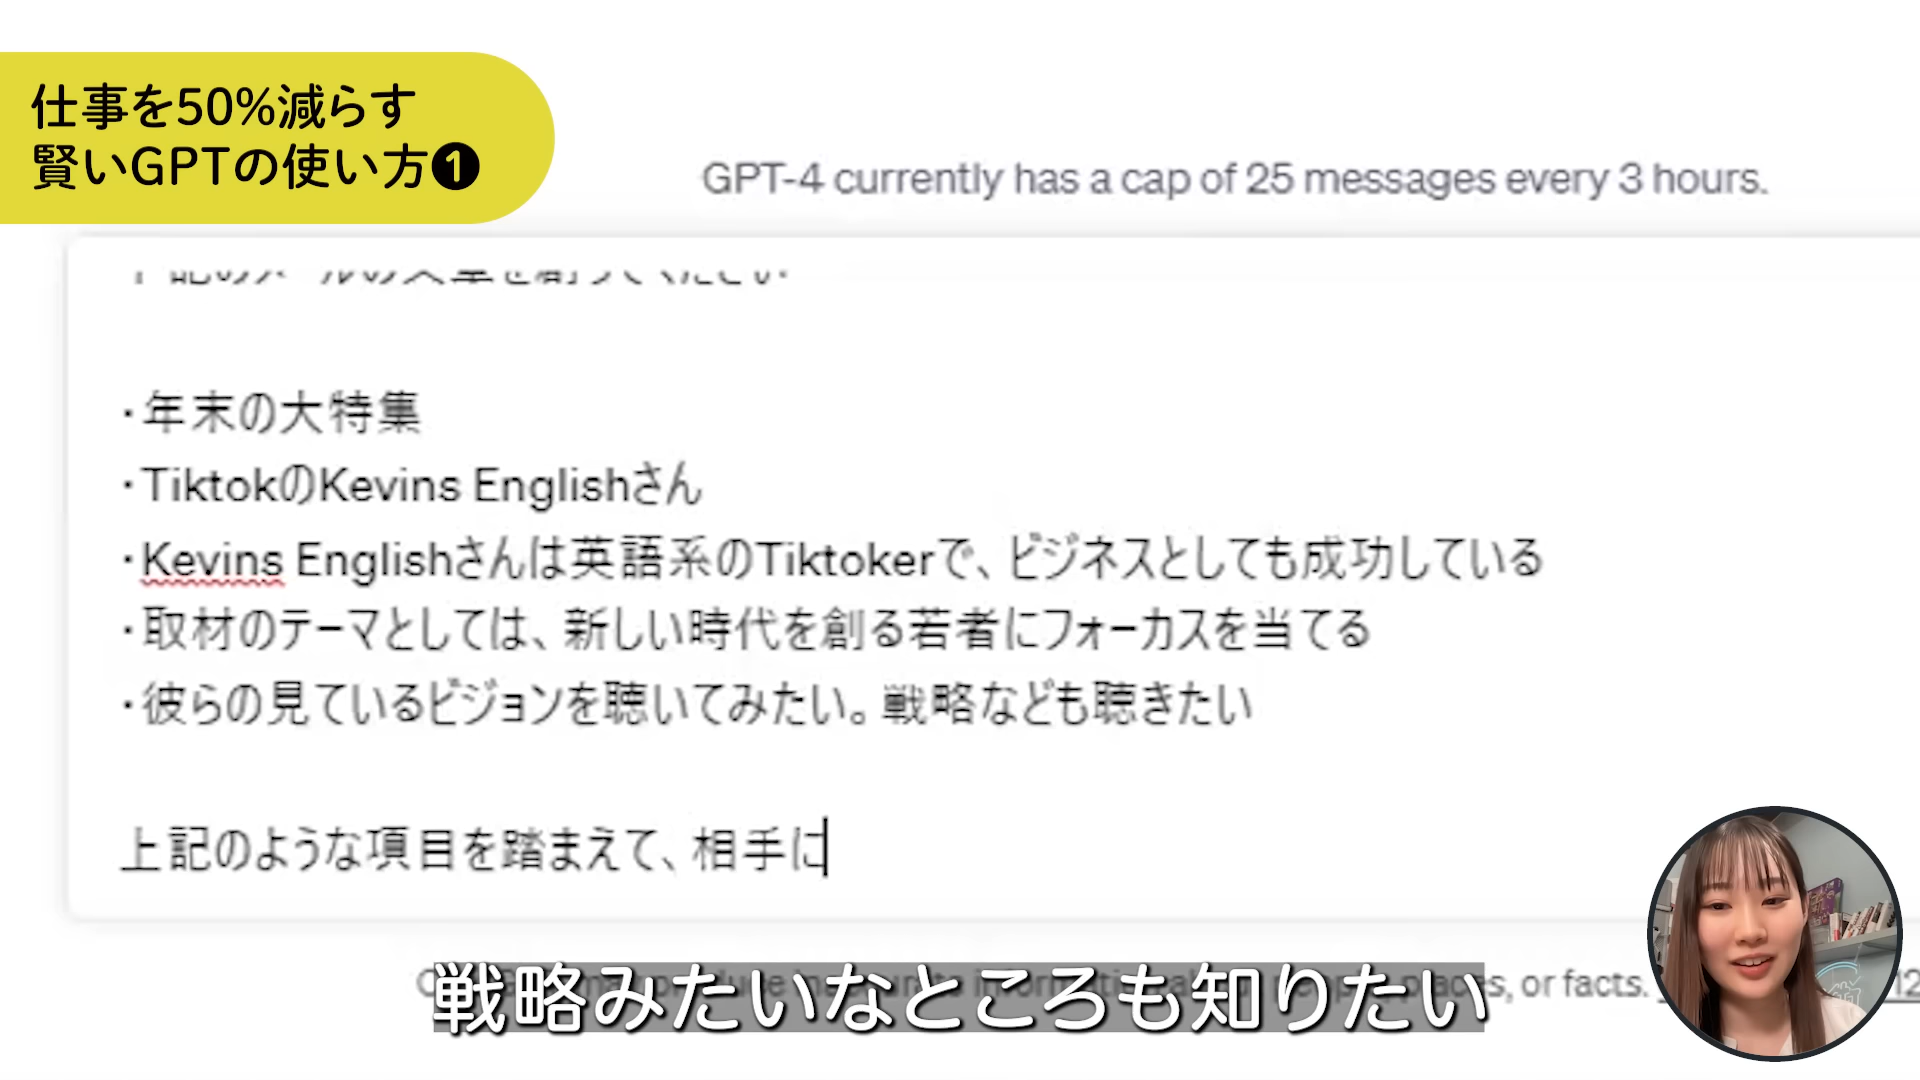 仕事を50%減らす
賢いGPTの使い方❶
GPT-4 currently has a cap of 25 messages every 3 hours.
・年末の大特集
・TiktokのKevins Englishさん
・Kevins Englishさんは英語系のTiktokerで、ビジネスとしても成功している
・取材のテーマとしては、新しい時代を創る若者にフォーカスを当てる
・彼らの見ているビジョンを聴いてみたい。戦略なども聴きたい
上記のような項目を踏まえて、相手に
戦略みたいなところも知りたい
or facts.